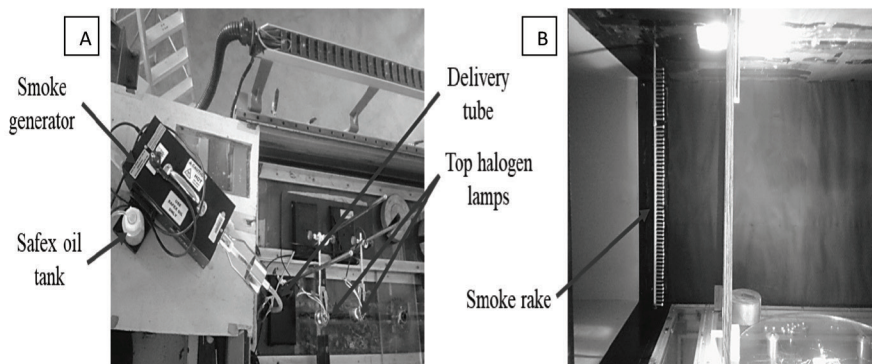 A
B
Smoke
generator
Safex oil
tank
Delivery
tube
Top halogen
lamps
Smoke rake